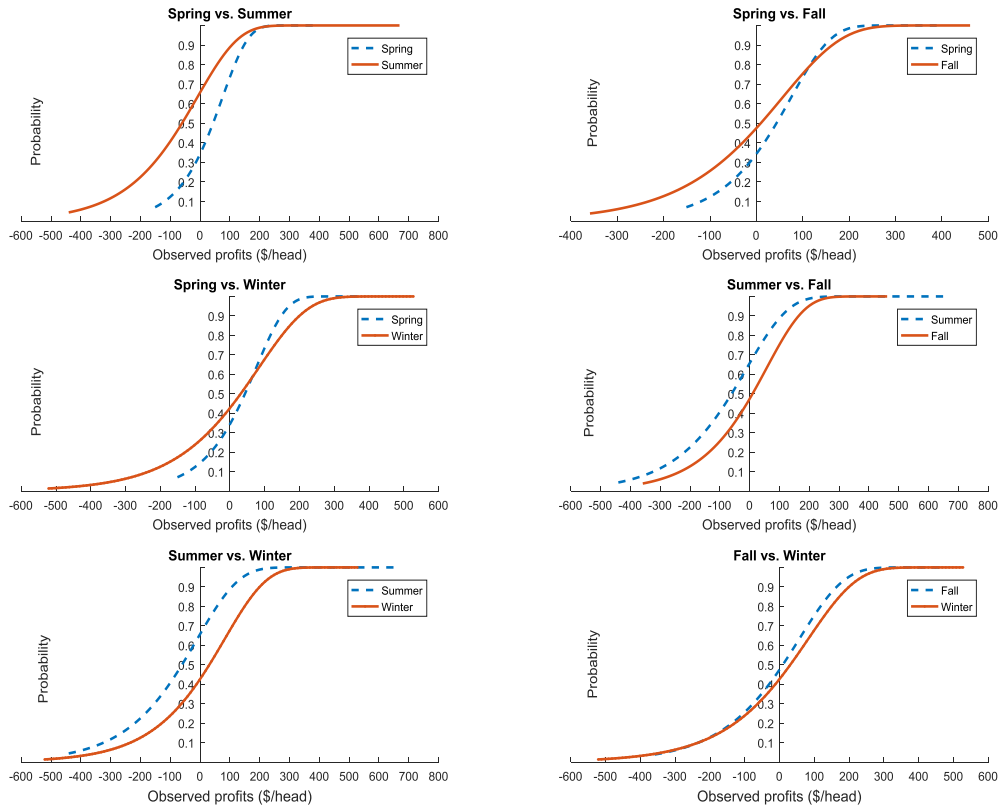 Spring vs. Summer
0.9
0.8
0.7
0.6
0.5
0.4
0.3
0.2
0.1
Probability
Spring
Summer
-600 -500 -400 -300 -200 -100 0 100 200 300 400 500 600 700 800
Observed profits ($/head)
Spring vs. Fall
0.9
0.8
0.7
0.6
0.5
0.4
0.3
0.2
0.1
Probability
Spring
Fall
-400 -300 -200 -100 0 100 200 300 400 500
Observed profits ($/head)
Spring vs. Winter
0.9
0.8
0.7
0.6
0.5
0.4
0.3
0.2
0.1
Probability
Spring
Winter
-600 -500 -400 -300 -200 -100 0 100 200 300 400 500 600
Observed profits ($/head)
Summer vs. Fall
0.9
0.8
0.7
0.6
0.5
0.4
0.3
0.2
0.1
Probability
Summer
Fall
-600 -500 -400 -300 -200 -100 0 100 200 300 400 500 600 700 800
Observed profits ($/head)
Summer vs. Winter
0.9
0.8
0.7
0.6
0.5
0.4
0.3
0.2
0.1
Probability
Summer
Winter
-600 -500 -400 -300 -200 -100 0 100 200 300 400 500 600 700 800
Observed profits ($/head)
Fall vs. Winter
0.9
0.8
0.7
0.6
0.5
0.4
0.3
0.2
0.1
Probability
Fall
Winter
-600 -500 -400 -300 -200 -100 0 100 200 300 400 500 600
Observed profits ($/head)